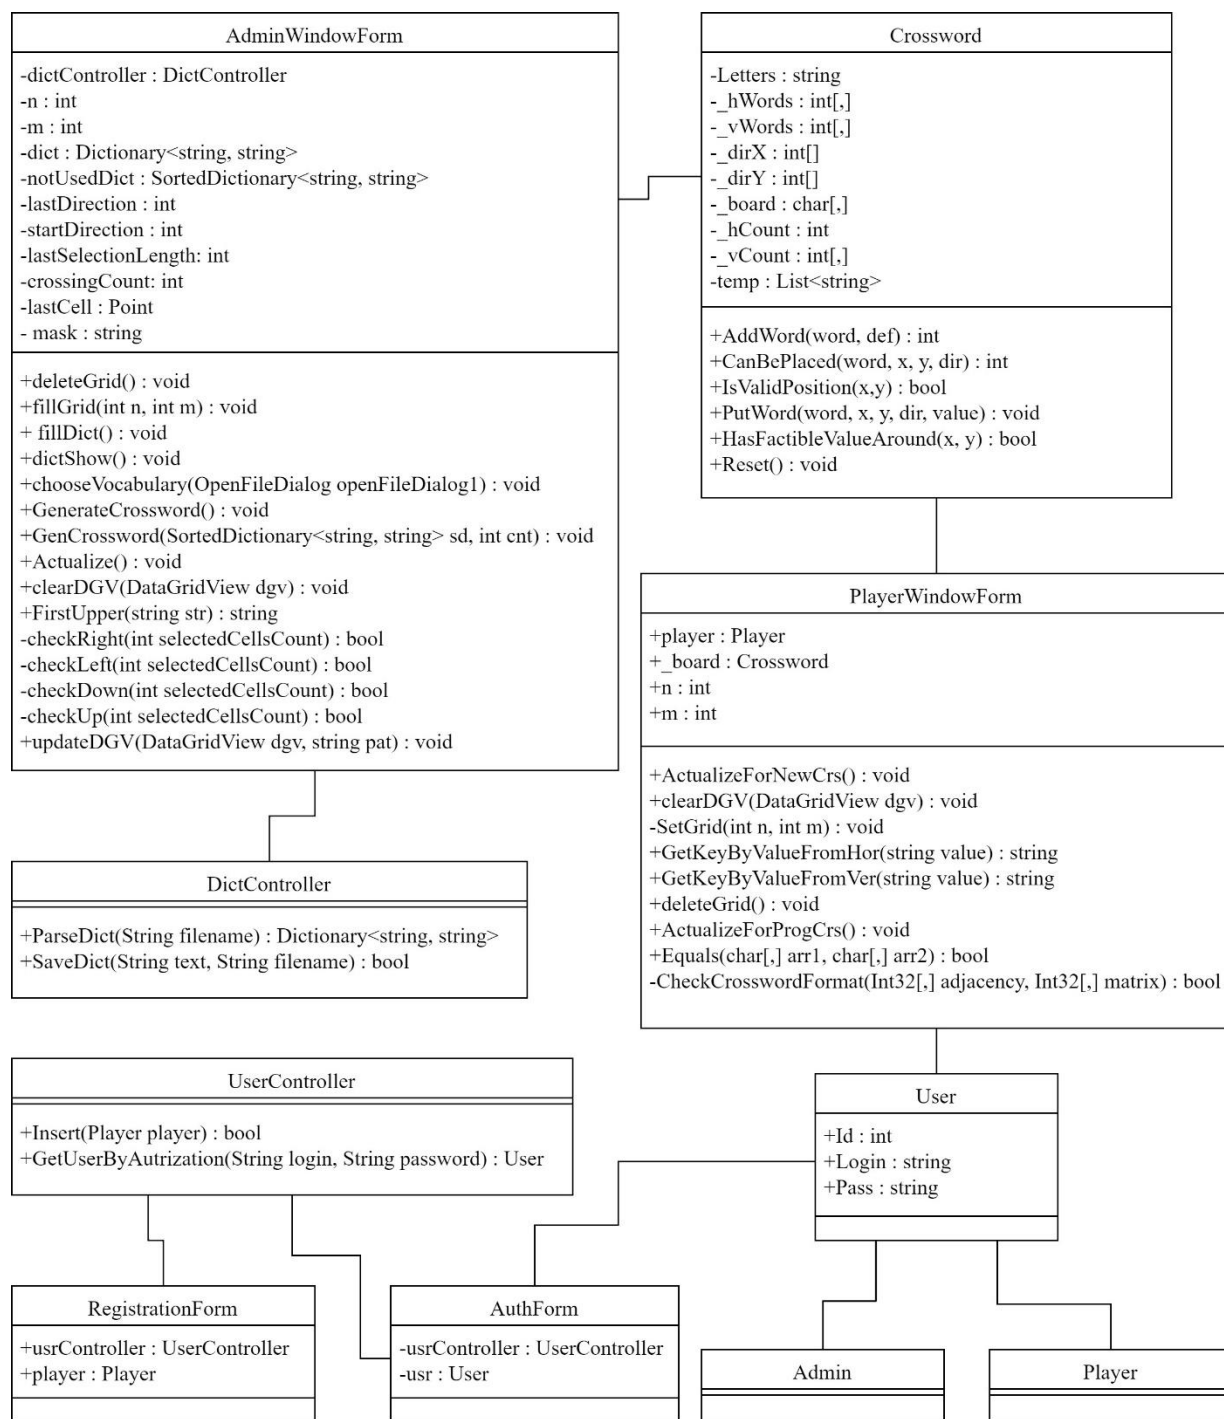 AdminWindowForm
-dictController : DictController
-n : int
-m : int
-dict : Dictionary<string, string>
-notUsedDict : SortedDictionary<string, string>
-lastDirection : int
-startDirection : int
-lastSelectionLength: int
-crossingCount: int
-lastCell : Point
- mask : string
+deleteGrid() : void
+fillGrid(int n, int m) : void
+ fillDict() : void
+dictShow() : void
+chooseVocabulary(OpenFileDialog openFileDialog1) : void
+GenerateCrossword() : void
+GenCrossword(SortedDictionary<string, string> sd, int cnt) : void
+Actualize() : void
+clearDGV(DataGridView dgv) : void
+FirstUpper(string str) : string
-checkRight(int selectedCellsCount) : bool
-checkLeft(int selectedCellsCount) : bool
-checkDown(int selectedCellsCount) : bool
-checkUp(int selectedCellsCount) : bool
+updateDGV(DataGridView dgv, string pat) : void
Crossword
-Letters : string
-_hWords : int[,]
-_vWords : int[,]
-_dirX : int[]
-_dirY : int[]
-_board : char[,]
-_hCount : int
-_vCount : int[,]
-temp : List<string>
+AddWord(word, def) : int
+CanBePlaced(word, x, y, dir) : int
+IsValidPosition(x,y) : bool
+PutWord(word, x, y, dir, value) : void
+HasFactibleValueAround(x, y) : bool
+Reset() : void
PlayerWindowForm
+player : Player
+_board : Crossword
+n : int
+m : int
+ActualizeForNewCrs() : void
+clearDGV(DataGridView dgv) : void
-SetGrid(int n, int m) : void
+GetKeyByValueFromHor(string value) : string
+GetKeyByValueFromVer(string value) : string
+deleteGrid() : void
+ActualizeForProgCrs() : void
+Equals(char[,] arr1, char[,] arr2) : bool
-CheckCrosswordFormat(Int32[,] adjacency, Int32[,] matrix) : bool
DictController
+ParseDict(String filename) : Dictionary<string, string>
+SaveDict(String text, String filename) : bool
UserController
+Insert(Player player) : bool
+GetUserByAutrization(String login, String password) : User
User
+Id : int
+Login : string
+Pass : string
RegistrationForm
+usrController : UserController
+player : Player
AuthForm
-usrController : UserController
-usr : User
Admin
Player